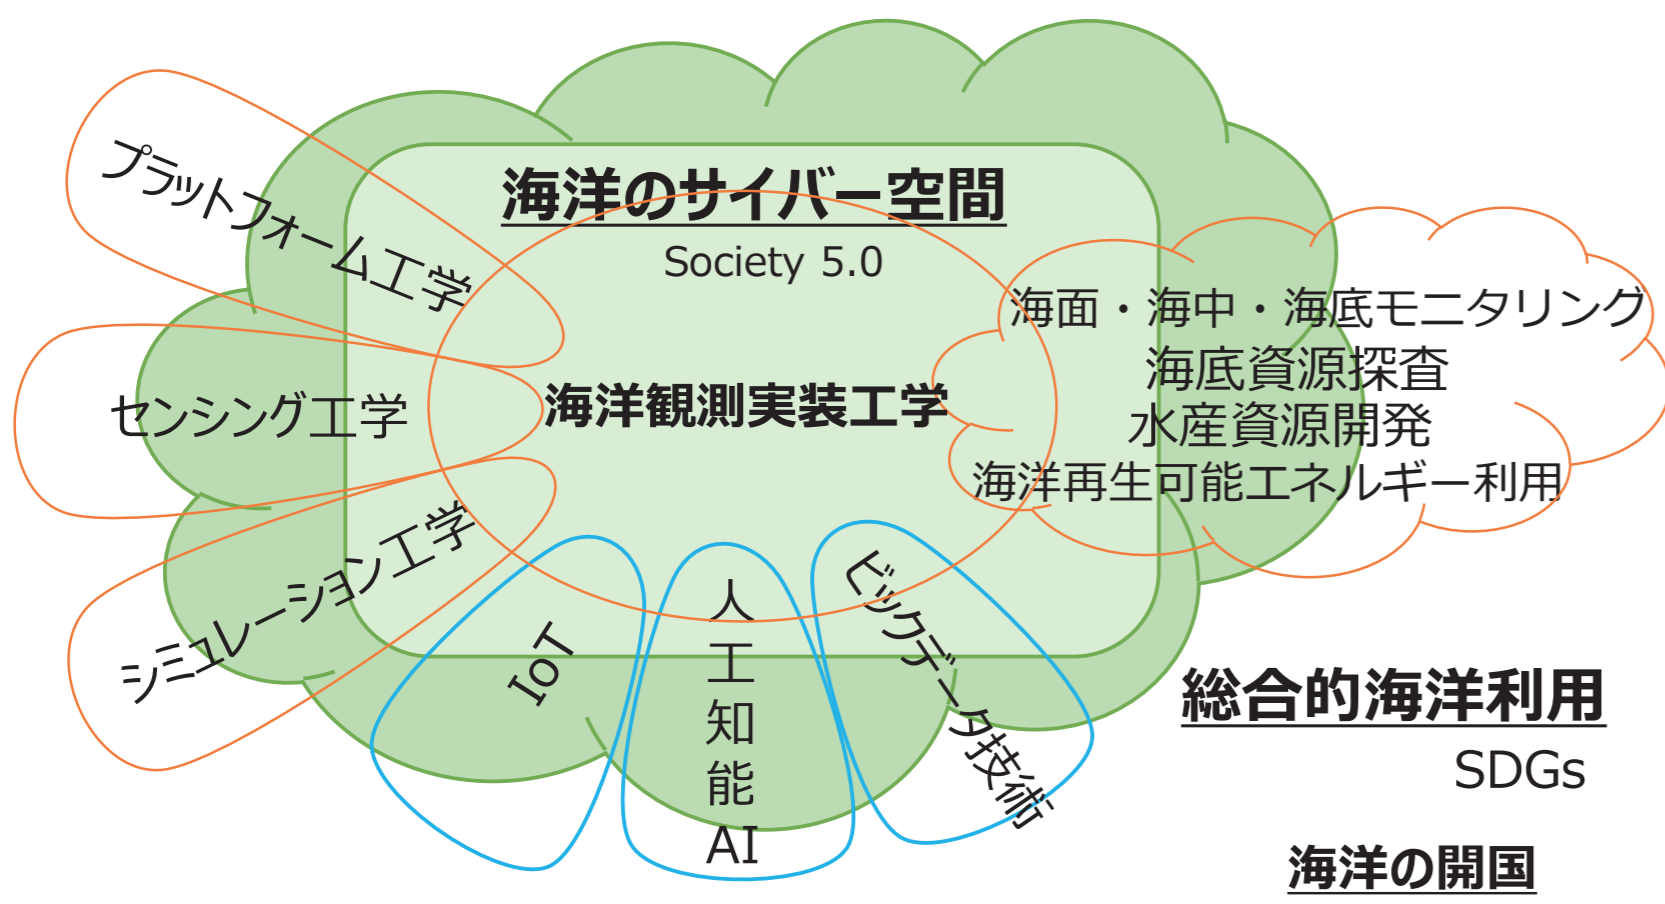 海洋のサイバー空間
Society 5.0
プラットフォーム工学
センシング工学
シミュレーション工学
海洋観測実装工学
海面・海中・海底モニタリング
海底資源探査
水産資源開発
海洋再生可能エネルギー利用
IoT
人工知能AI
ビックデータ技術
総合的海洋利用
SDGs
海洋の開国